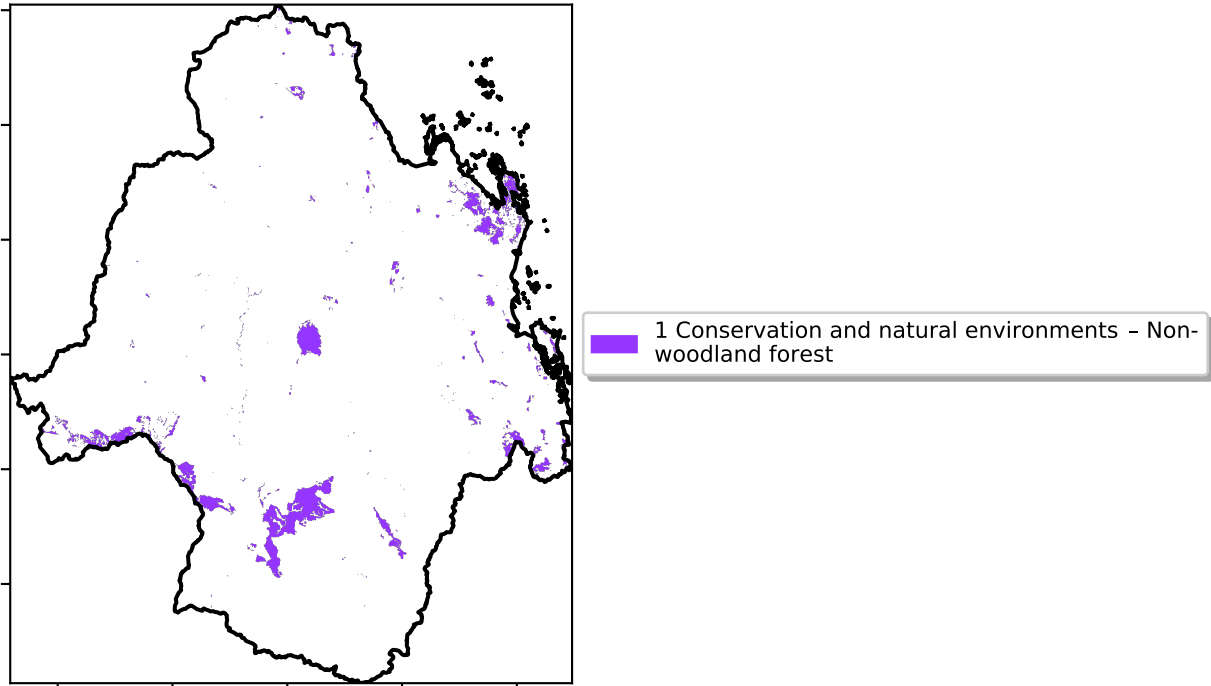 1 Conservation and natural environments – Non-
woodland forest